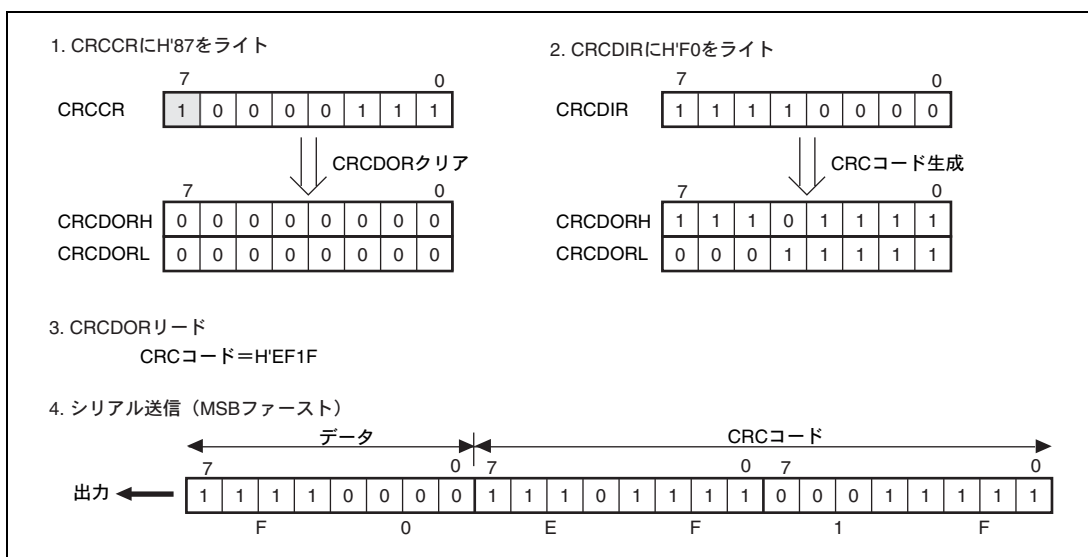 1. CRCCRにH'87をライト
7 0
CRCCR 1 0 0 0 0 1 1 1
CRCDORクリア
7 0
CRCDORH 0 0 0 0 0 0 0 0
CRCDORL 0 0 0 0 0 0 0 0
2. CRCDIRにH'F0をライト
7 0
CRCDIR 1 1 1 1 0 0 0 0
CRCコード生成
7 0
CRCDORH 1 1 1 0 1 1 1 1
CRCDORL 0 0 0 1 1 1 1 1
3. CRCDORリード
CRCコード＝H'EF1F
4. シリアル送信（MSBファースト）
データ CRCコード
7 0 7 0 7 0
出力 1 1 1 1 0 0 0 0 1 1 1 0 1 1 1 1 0 0 0 1 1 1 1 1
F 0 E F 1 F